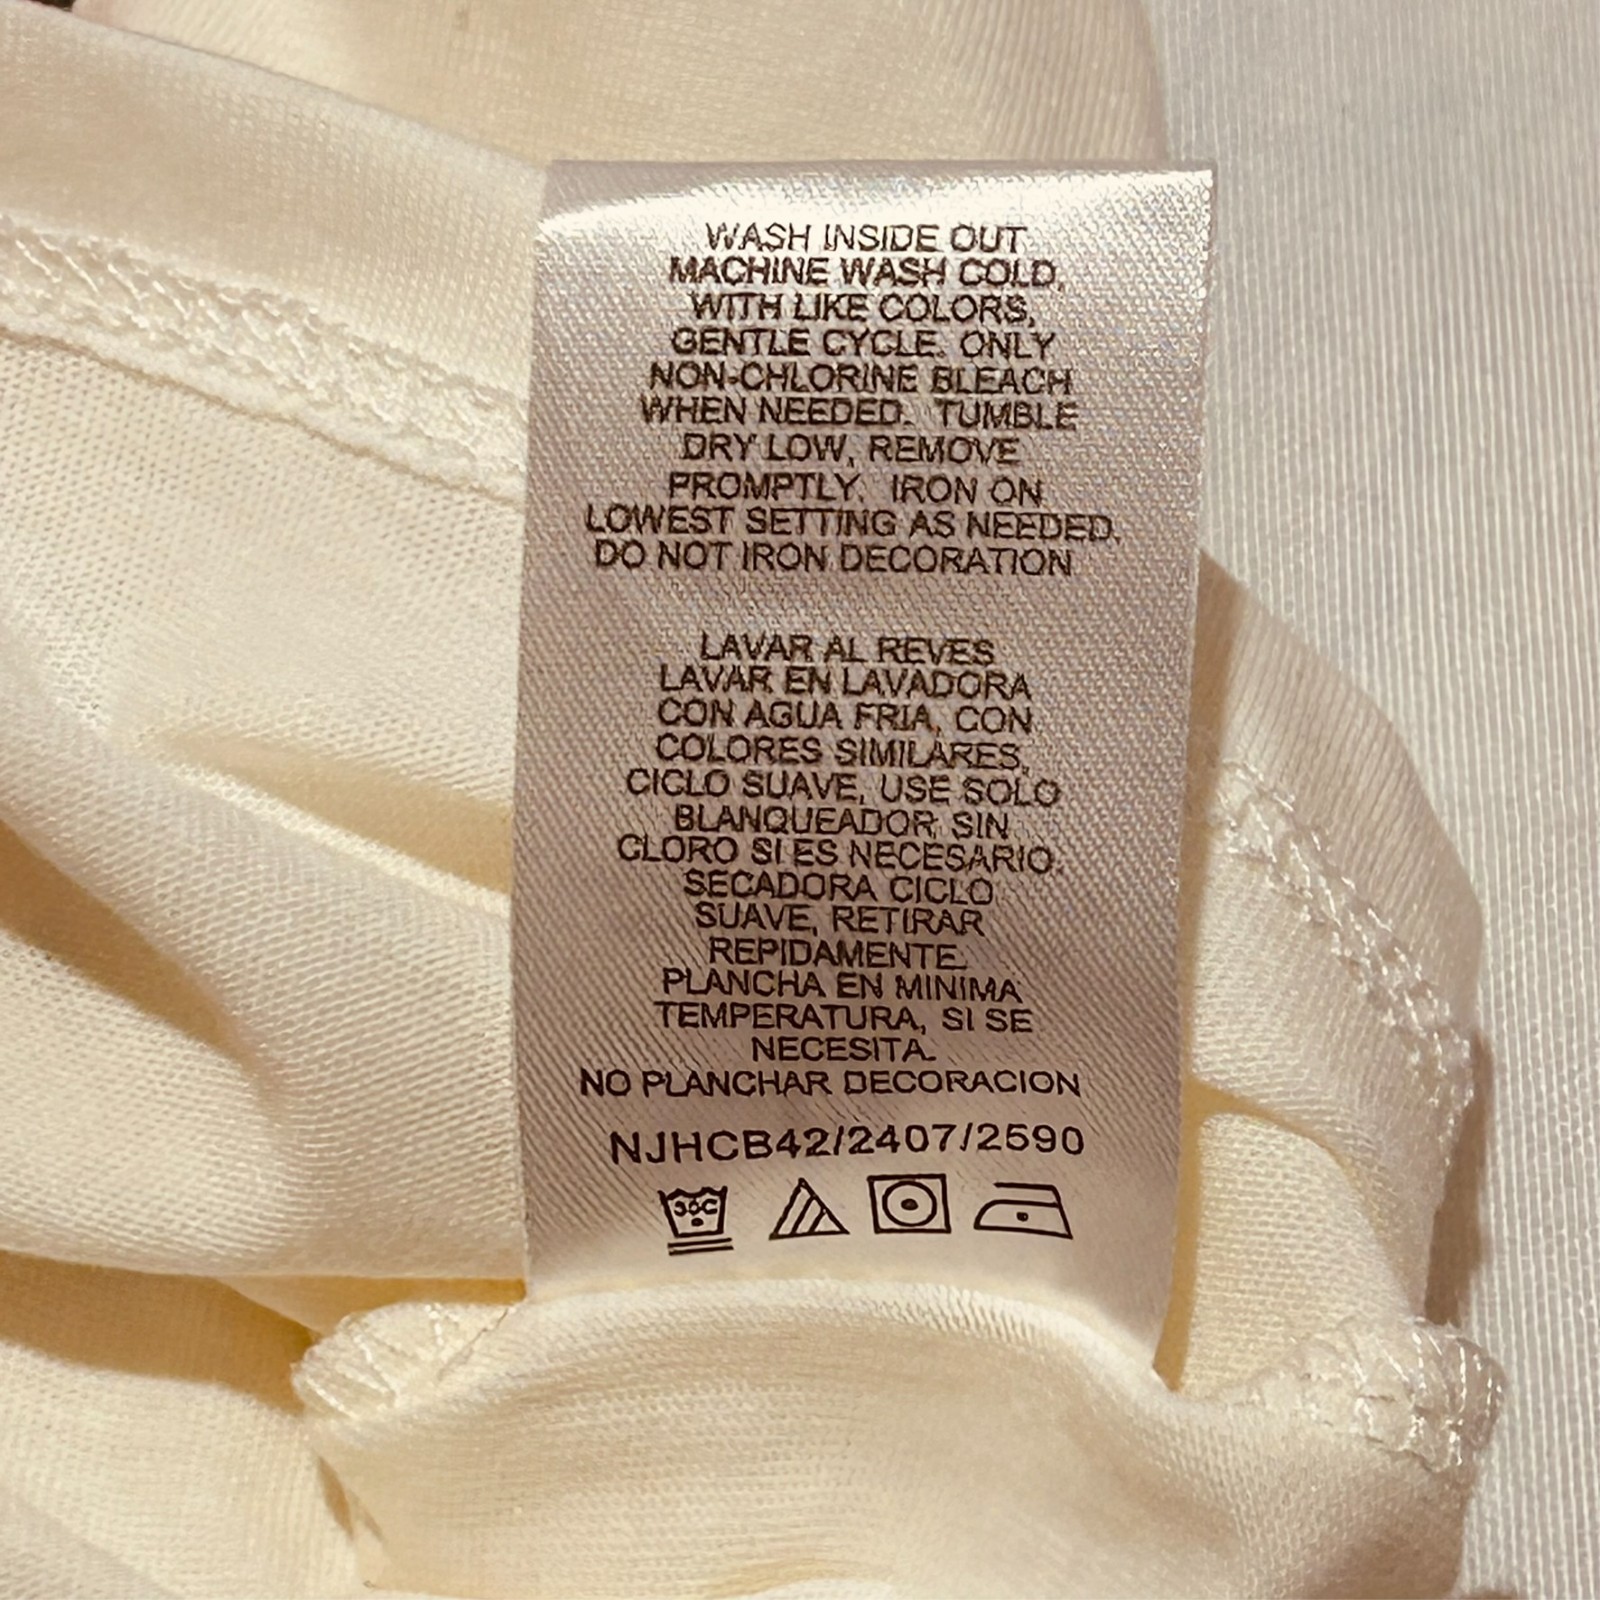 WASH INSIDE OUT
MACHINE WASH COLD,
WITH LIKE COLORS,
GENTLE CYCLE. ONLY
NON-CHLORINE BLEACH
WHEN NEEDED. TUMBLE
DRY LOW, REMOVE
PROMPTLY. IRON ON
LOWEST SETTING AS NEEDED.
DO NOT IRON DECORATION
LAVAR AL REVES
LAVAR EN LAVADORA
CON AGUA FRIA, CON
COLORES SIMILARES,
CICLO SUAVE, USE SOLO
BLANQUEADOR SIN
CLORO SI ES NECESARIO.
SECADORA CICLO
SUAVE, RETIRAR
REPIDAMENTE.
PLANCHA EN MINIMA
TEMPERATURA, SI SE
NECESITA.
NO PLANCHAR DECORACION
NJHCB42/2407/2590
30C